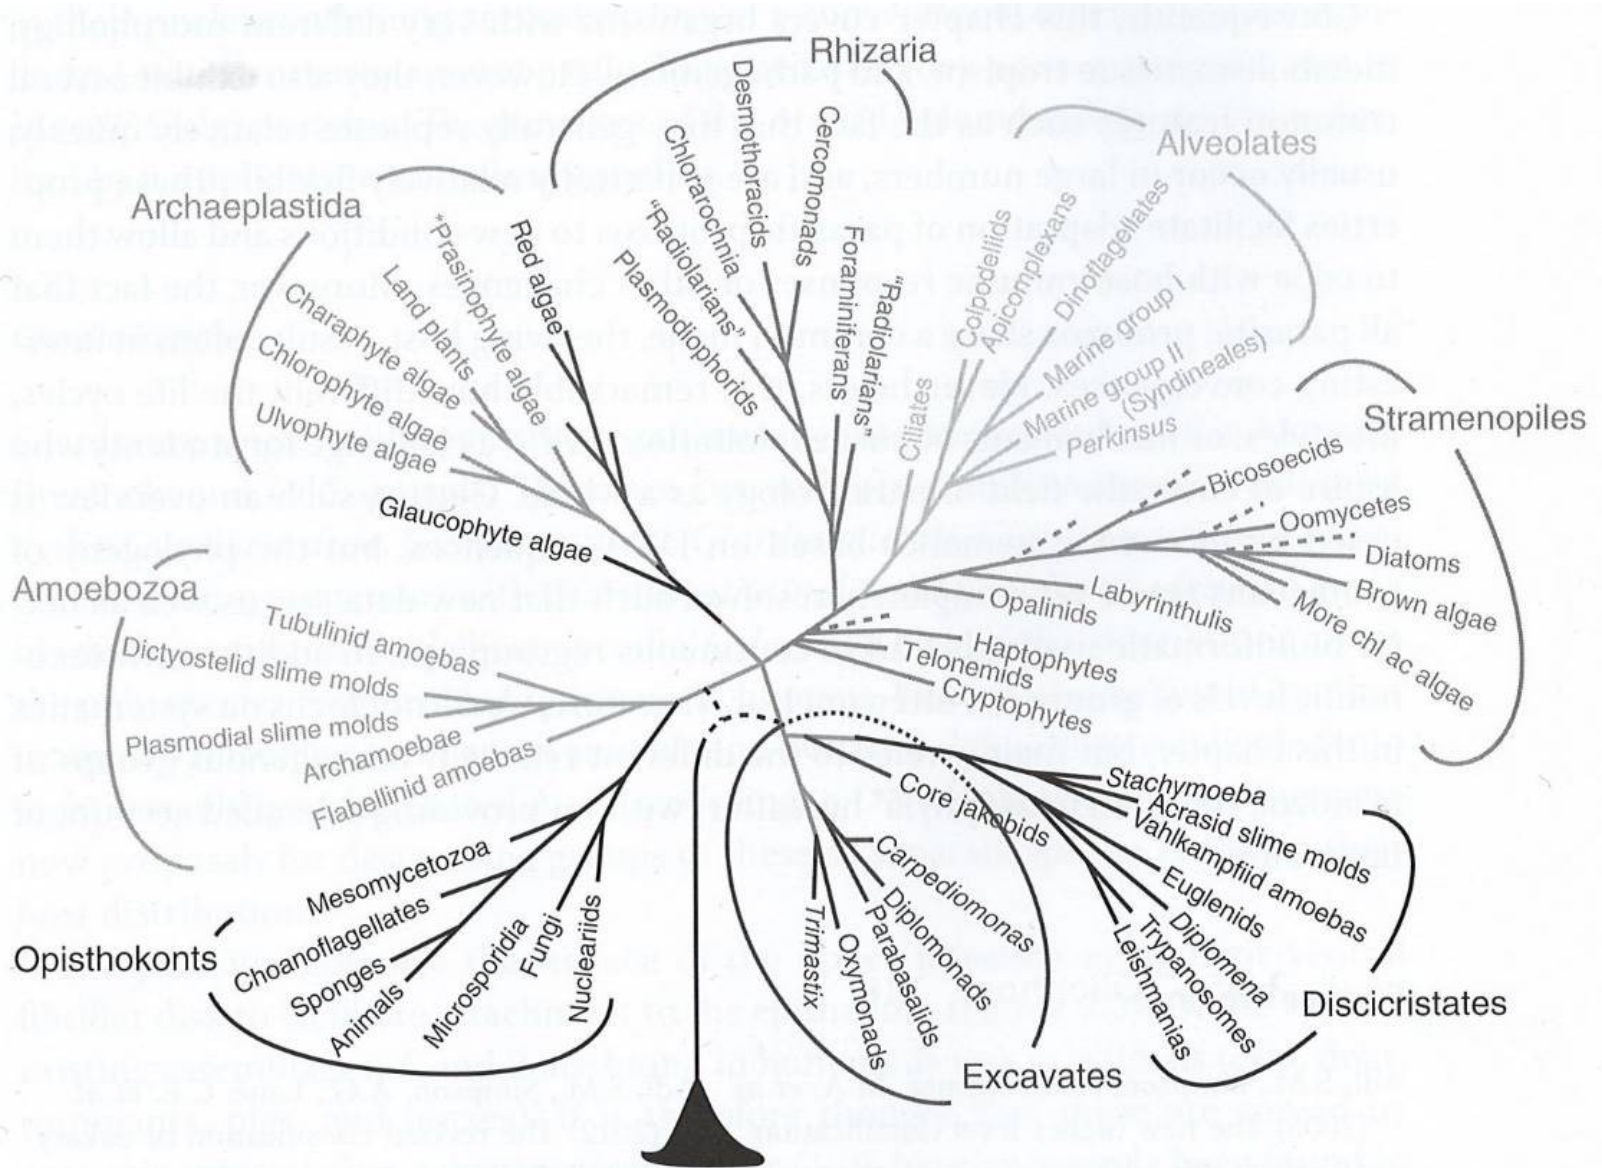 Rhizaria
Desmothoracids
Cercomonads
Chlorarachnia
"Radiolarians"
Plasmodiophorids
Foraminiferans
"Radiolarians"
Alveolates
Ciliates
Colpodellids
Apicomplexans
Dinoflagellates
Marine group I
Marine group II
(Syndineales)
Perkinsus
Archaeplastida
Red algae
"Prasinophyte algae"
Land plants
Charaphyte algae
Chlorophyte algae
Ulvophyte algae
Glaucophyte algae
Stramenopiles
Bicosoecids
Oomycetes
Diatoms
Brown algae
More chl ac algae
Labyrinthulis
Opalinids
Haptophytes
Telonemids
Cryptophytes
Amoebozoa
Tubulinid amoebas
Dictyostelid slime molds
Plasmodial slime molds
Archamoebae
Flabellinid amoebas
Opisthokonts
Mesomycetozoa
Choanoflagellates
Sponges
Animals
Microsporidia
Fungi
Nucleariids
Excavates
Core jakobids
Carpediomonas
Diplomonads
Parabasalids
Oxymonads
Trimastix
Discicristates
Stachymoeba
Acrasid slime molds
Vahlkampfiid amoebas
Euglenids
Diplomena
Trypanosomes
Leishmanias